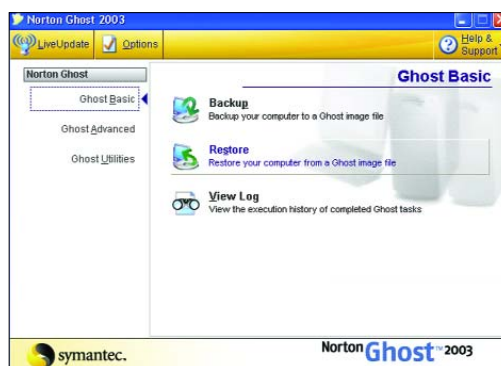 Norton Ghost 2003
LiveUpdate
Options
Help & Support
Norton Ghost
Ghost Basic
Ghost Advanced
Ghost Utilities
Ghost Basic
Backup
Backup your computer to a Ghost image file
Restore
Restore your computer from a Ghost image file
View Log
View the execution history of completed Ghost tasks
symantec.
Norton Ghost™ 2003